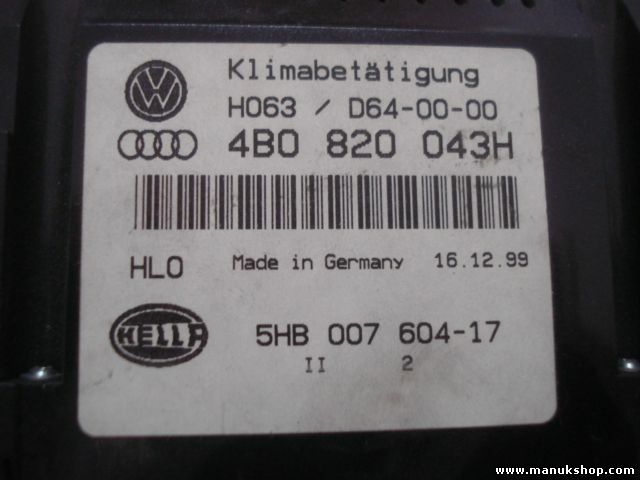 Klimabetätigung
H063 / D64-00-00
4B0 820 043H
HLO Made in Germany 16.12.99
HELLA 5HB 007 604-17
II 2
www.manukshop.com